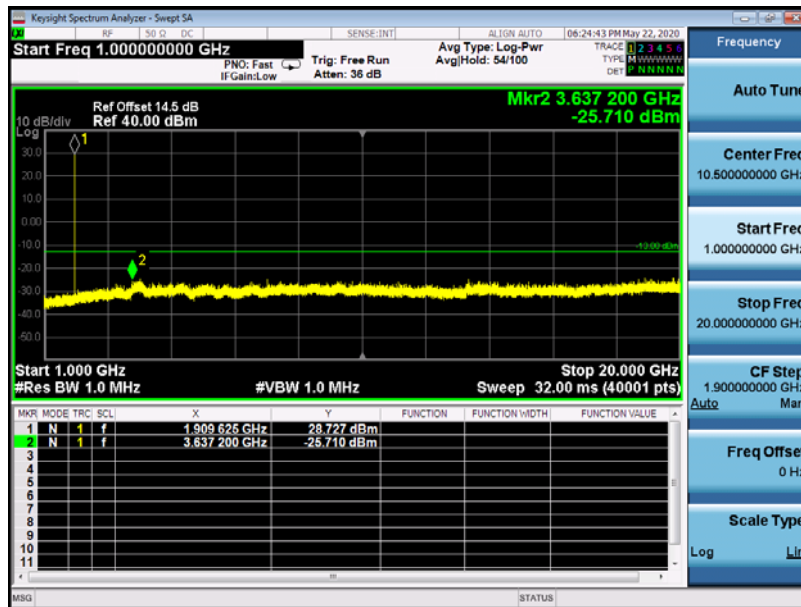 Keysight Spectrum Analyzer - Swept SA
RF 50 Ω DC SENSE:INT ALIGN AUTO 06:24:43 PM May 22, 2020
Start Freq 1.000000000 GHz
PNO: Fast
IFGain:Low
Trig: Free Run
Atten: 36 dB
Avg Type: Log-Pwr
Avg|Hold: 54/100
TRACE 1 2 3 4 5 6
TYPE M W W W W W
DET P N N N N N
Ref Offset 14.5 dB
Ref 40.00 dBm
10 dB/div
Log
Mkr2 3.637 200 GHz
-25.710 dBm
1
30.0
20.0
10.0
0.00
-10.0
-13.00 dBm
2
-20.0
-30.0
-40.0
-50.0
Start 1.000 GHz Stop 20.000 GHz
#Res BW 1.0 MHz #VBW 1.0 MHz Sweep 32.00 ms (40001 pts)
MKR MODE TRC SCL X Y FUNCTION FUNCTION WIDTH FUNCTION VALUE
1 N 1 f 1.909 625 GHz 28.727 dBm
2 N 1 f 3.637 200 GHz -25.710 dBm
3
4
5
6
7
8
9
10
11
MSG STATUS
Frequency
Auto Tune
Center Freq
10.500000000 GHz
Start Freq
1.000000000 GHz
Stop Freq
20.000000000 GHz
CF Step
1.900000000 GHz
Auto Man
Freq Offset
0 Hz
Scale Type
Log Lin